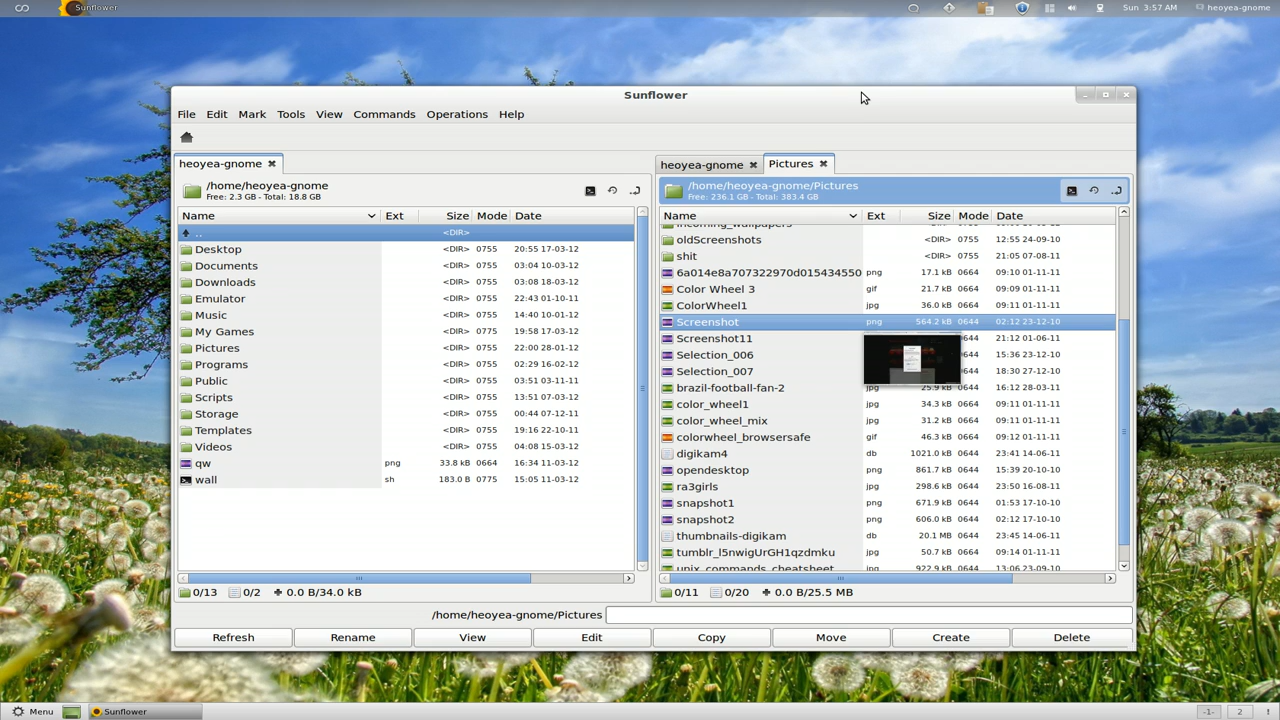 Sunflower
Sun 3:57 AM heoyea-gnome
Sunflower
File Edit Mark Tools View Commands Operations Help
heoyea-gnome
/home/heoyea-gnome
Free: 2.3 GB - Total: 18.8 GB
Name Ext Size Mode Date
.. <DIR>
Desktop <DIR> 0755 20:55 17-03-12
Documents <DIR> 0755 03:04 10-03-12
Downloads <DIR> 0755 03:08 18-03-12
Emulator <DIR> 0755 22:43 01-10-11
Music <DIR> 0755 14:40 10-01-12
My Games <DIR> 0775 19:58 17-03-12
Pictures <DIR> 0755 22:00 28-01-12
Programs <DIR> 0755 02:29 16-02-12
Public <DIR> 0755 03:51 03-11-11
Scripts <DIR> 0755 13:51 07-03-12
Storage <DIR> 0755 00:44 07-12-11
Templates <DIR> 0755 19:16 22-10-11
Videos <DIR> 0755 04:08 15-03-12
qw png 33.8 kB 0664 16:34 11-03-12
wall sh 183.0 B 0775 15:05 11-03-12
0/13 0/2 0.0 B/34.0 kB
heoyea-gnome Pictures
/home/heoyea-gnome/Pictures
Free: 236.1 GB - Total: 383.4 GB
Name Ext Size Mode Date
incoming_wallpapers
oldScreenshots <DIR> 0755 12:55 24-09-10
shit <DIR> 0755 21:05 07-08-11
6a014e8a707322970d015434550 png 17.1 kB 0644 09:10 01-11-11
Color Wheel 3 gif 21.7 kB 0644 09:09 01-11-11
ColorWheel1 jpg 36.0 kB 0644 09:11 01-11-11
Screenshot png 564.2 kB 0644 02:12 23-12-10
Screenshot11 21:12 01-06-11
Selection_006 15:36 23-12-10
Selection_007 18:30 27-12-10
brazil-football-fan-2 jpg 25.9 kB 0644 16:12 28-03-11
color_wheel1 jpg 34.3 kB 0644 09:11 01-11-11
color_wheel_mix jpg 31.2 kB 0644 09:11 01-11-11
colorwheel_browsersafe gif 46.3 kB 0644 09:12 01-11-11
digikam4 db 1021.0 kB 0644 23:41 14-06-11
opendesktop png 861.7 kB 0644 15:39 20-10-10
ra3girls jpg 298.6 kB 0644 23:50 16-08-11
snapshot1 png 671.9 kB 0644 01:53 17-10-10
snapshot2 png 606.0 kB 0644 02:12 17-10-10
thumbnails-digikam db 20.1 MB 0644 23:45 14-06-11
tumblr_l5nwigUrGH1qzdmku jpg 50.7 kB 0644 09:14 01-11-11
unix_commands_cheatsheet png 922.9 kB 0644 13:06 23-09-10
0/11 0/20 0.0 B/25.5 MB
/home/heoyea-gnome/Pictures
Refresh Rename View Edit Copy Move Create Delete
Menu Sunflower -1- 2